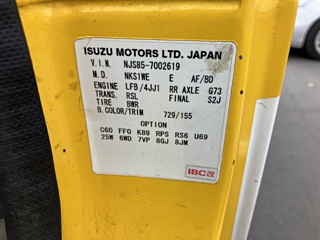 ISUZU MOTORS LTD. JAPAN
V.I.N. NJS85-7002619
M.D. NKS1WE E AF/BD
ENGINE LFB/4JJ1 RR AXLE G73
TRANS. RSL FINAL S2J
TIRE BWR
B.COLOR/TRIM 729/155
OPTION
C60 FF0 K89 RPS RS6 U69
25W 6WD 7VP 8GJ 8JM
IBC改